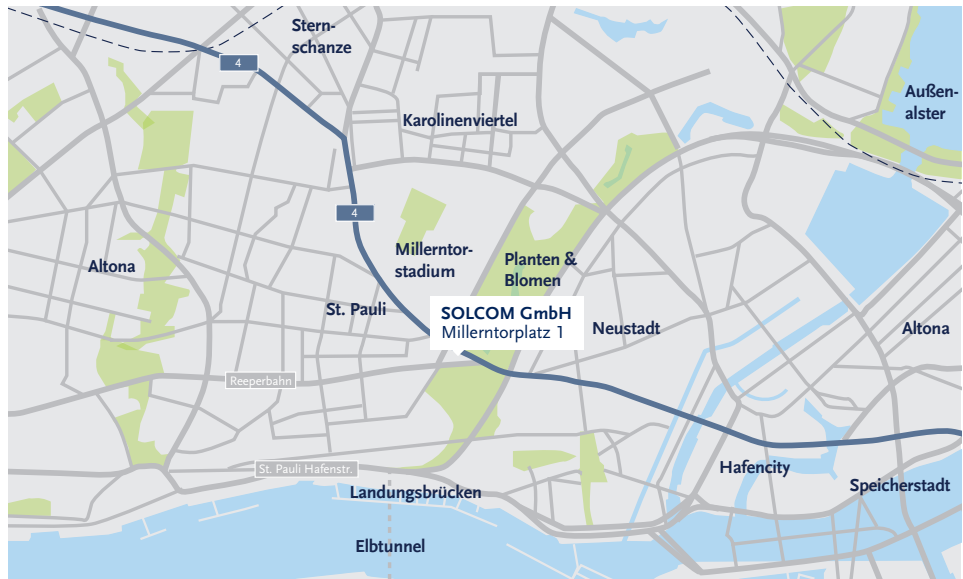 Stern-
schanze
4
Außen-
alster
Karolinenviertel
4
Millerntor-
stadium
Planten &
Blomen
Altona
St. Pauli
SOLCOM GmbH
Millerntorplatz 1
Neustadt
Altona
Reeperbahn
St. Pauli Hafenstr.
Hafencity
Landungsbrücken
Speicherstadt
Elbtunnel